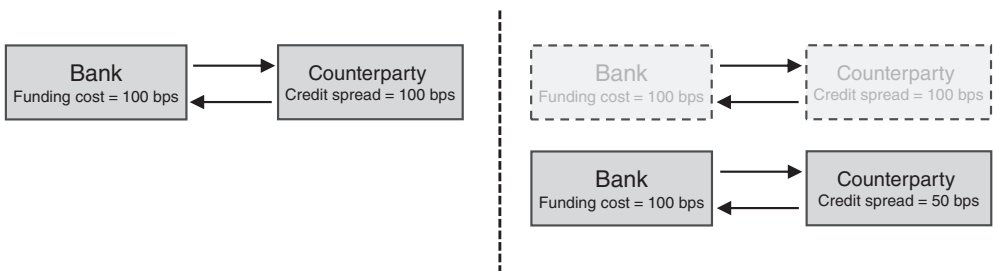 Bank
Funding cost = 100 bps
Counterparty
Credit spread = 100 bps
Bank
Funding cost = 100 bps
Counterparty
Credit spread = 100 bps
Bank
Funding cost = 100 bps
Counterparty
Credit spread = 50 bps